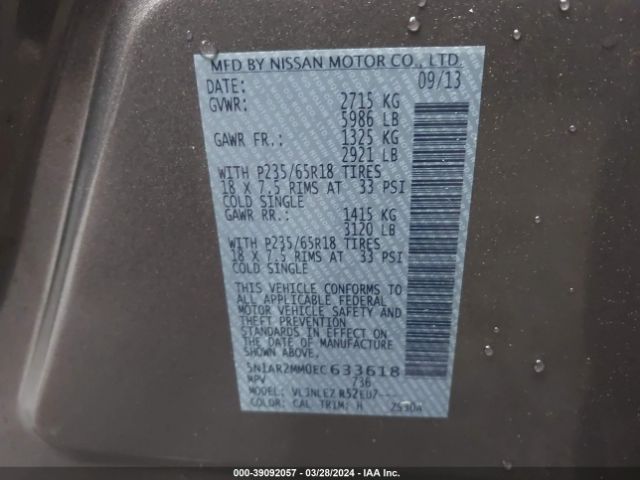 MFD BY NISSAN MOTOR CO., LTD.
DATE: 09/13
GVWR: 2715 KG
5986 LB
GAWR FR.: 1325 KG
2921 LB
WITH P235/65R18 TIRES
18 X 7.5 RIMS AT 33 PSI
COLD SINGLE
GAWR RR.: 1415 KG
3120 LB
WITH P235/65R18 TIRES
18 X 7.5 RIMS AT 33 PSI
COLD SINGLE
THIS VEHICLE CONFORMS TO
ALL APPLICABLE FEDERAL
MOTOR VEHICLE SAFETY AND
THEFT PREVENTION
STANDARDS IN EFFECT ON
THE DATE OF MANUFACTURE
SHOWN ABOVE.
5N1AR2MM0EC633618
MPV 736
COLOR: CAL TRIM: H
000-39092057 / 03/28/2024 / IAA Inc.